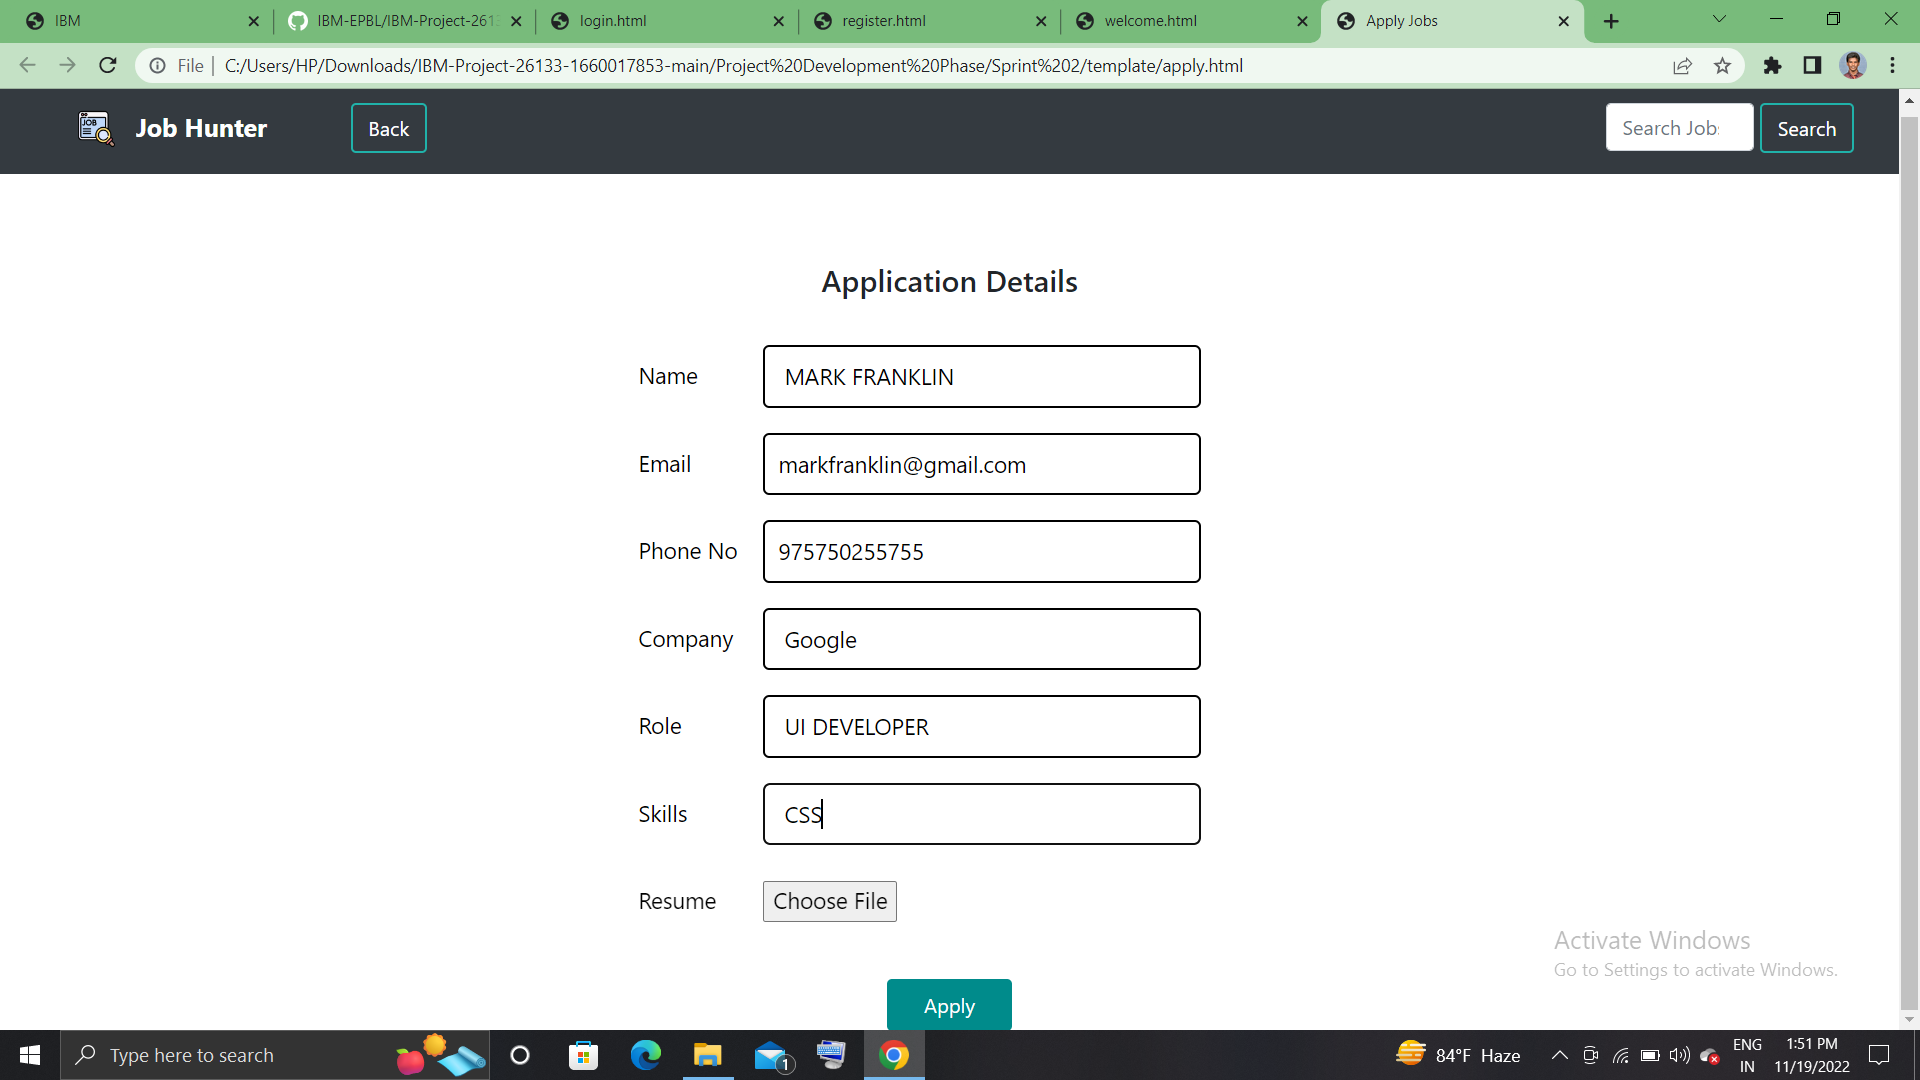 IBM
IBM-EPBL/IBM-Project-2613
login.html
register.html
welcome.html
Apply Jobs
File | C:/Users/HP/Downloads/IBM-Project-26133-1660017853-main/Project%20Development%20Phase/Sprint%202/template/apply.html
JOB
Job Hunter
Back
Search Job
Search
Application Details
Name
MARK FRANKLIN
Email
markfranklin@gmail.com
Phone No
975750255755
Company
Google
Role
UI DEVELOPER
Skills
CSS
Resume
Choose File
Apply
Activate Windows
Go to Settings to activate Windows.
Type here to search
1
84°F Haze
ENG
IN
1:51 PM
11/19/2022